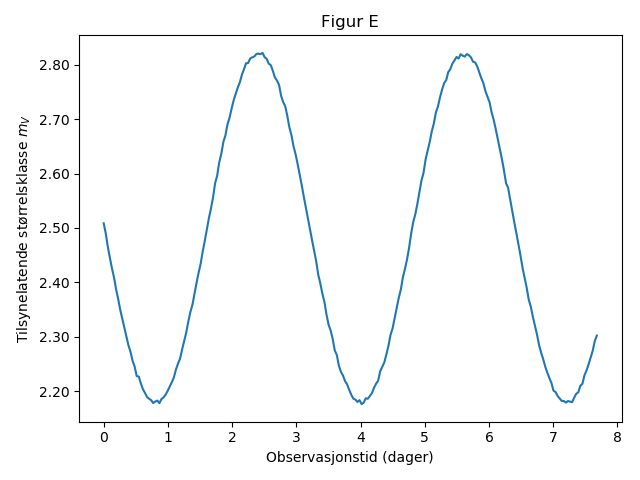 Figur E
Tilsynelatende størrelsklasse $m_V$
2.80
2.70
2.60
2.50
2.40
2.30
2.20
0 1 2 3 4 5 6 7 8
Observasjonstid (dager)